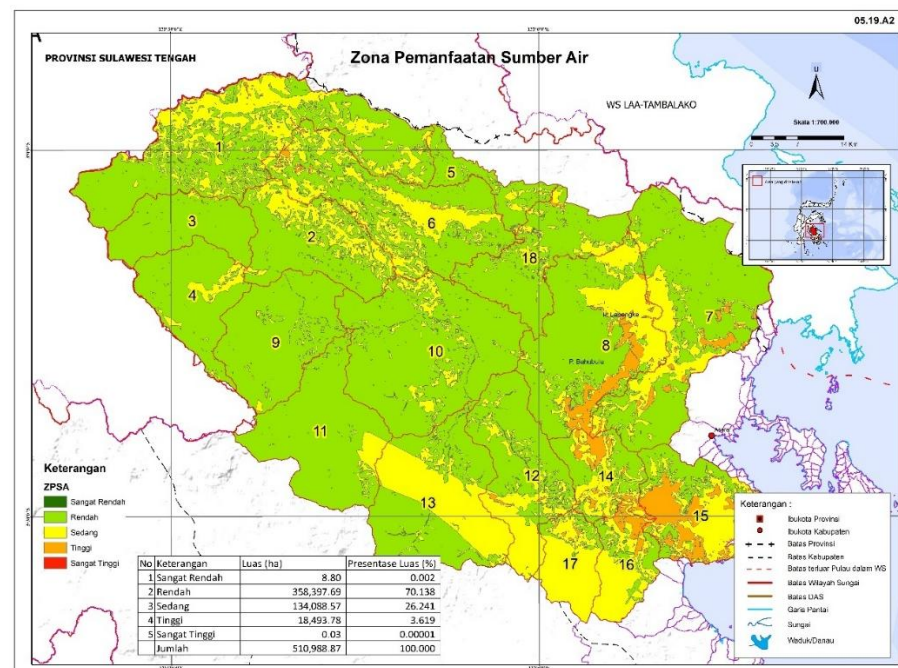 05.19.A2
PROVINSI SULAWESI TENGAH
Zona Pemanfaatan Sumber Air
WS LAA-TAMBALAKO
U
Skala 1:700.000
1
5
3
2
6
18
4
7
9
10
8
P. Bahubulu
11
12
14
13
15
17
16
Keterangan
ZPSA
Sangat Rendah
Rendah
Sedang
Tinggi
Sangat Tinggi
No Keterangan Luas (ha) Presentase Luas (%)
1 Sangat Rendah 8.80 0.002
2 Rendah 358,397.69 70.138
3 Sedang 134,088.57 26.241
4 Tinggi 18,493.78 3.619
5 Sangat Tinggi 0.03 0.00001
Jumlah 510,988.87 100.000
Keterangan :
Ibukota Provinsi
Ibukota Kabupaten
Batas Provinsi
Batas Kabupaten
Batas terluar Pulau dalam WS
Batas Wilayah Sungai
Batas DAS
Garis Pantai
Sungai
Waduk/Danau